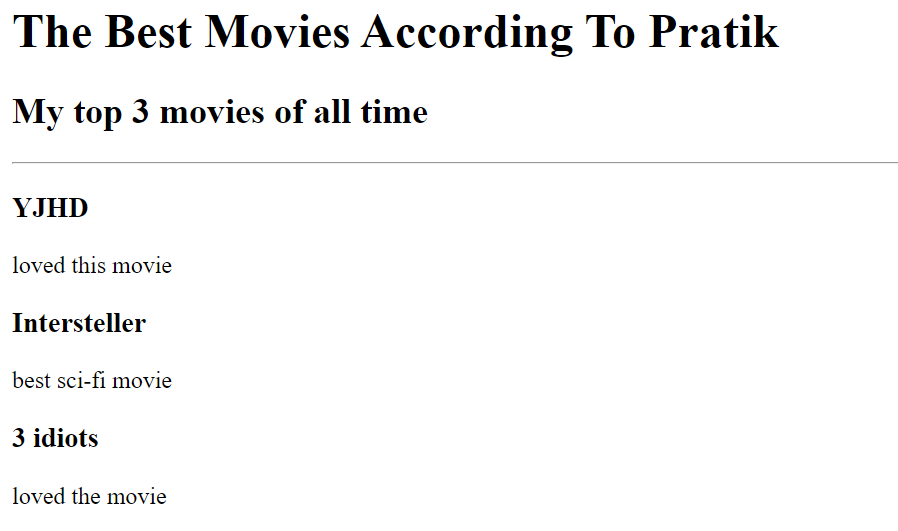 The Best Movies According To Pratik
My top 3 movies of all time
YJHD
loved this movie
Intersteller
best sci-fi movie
3 idiots
loved the movie